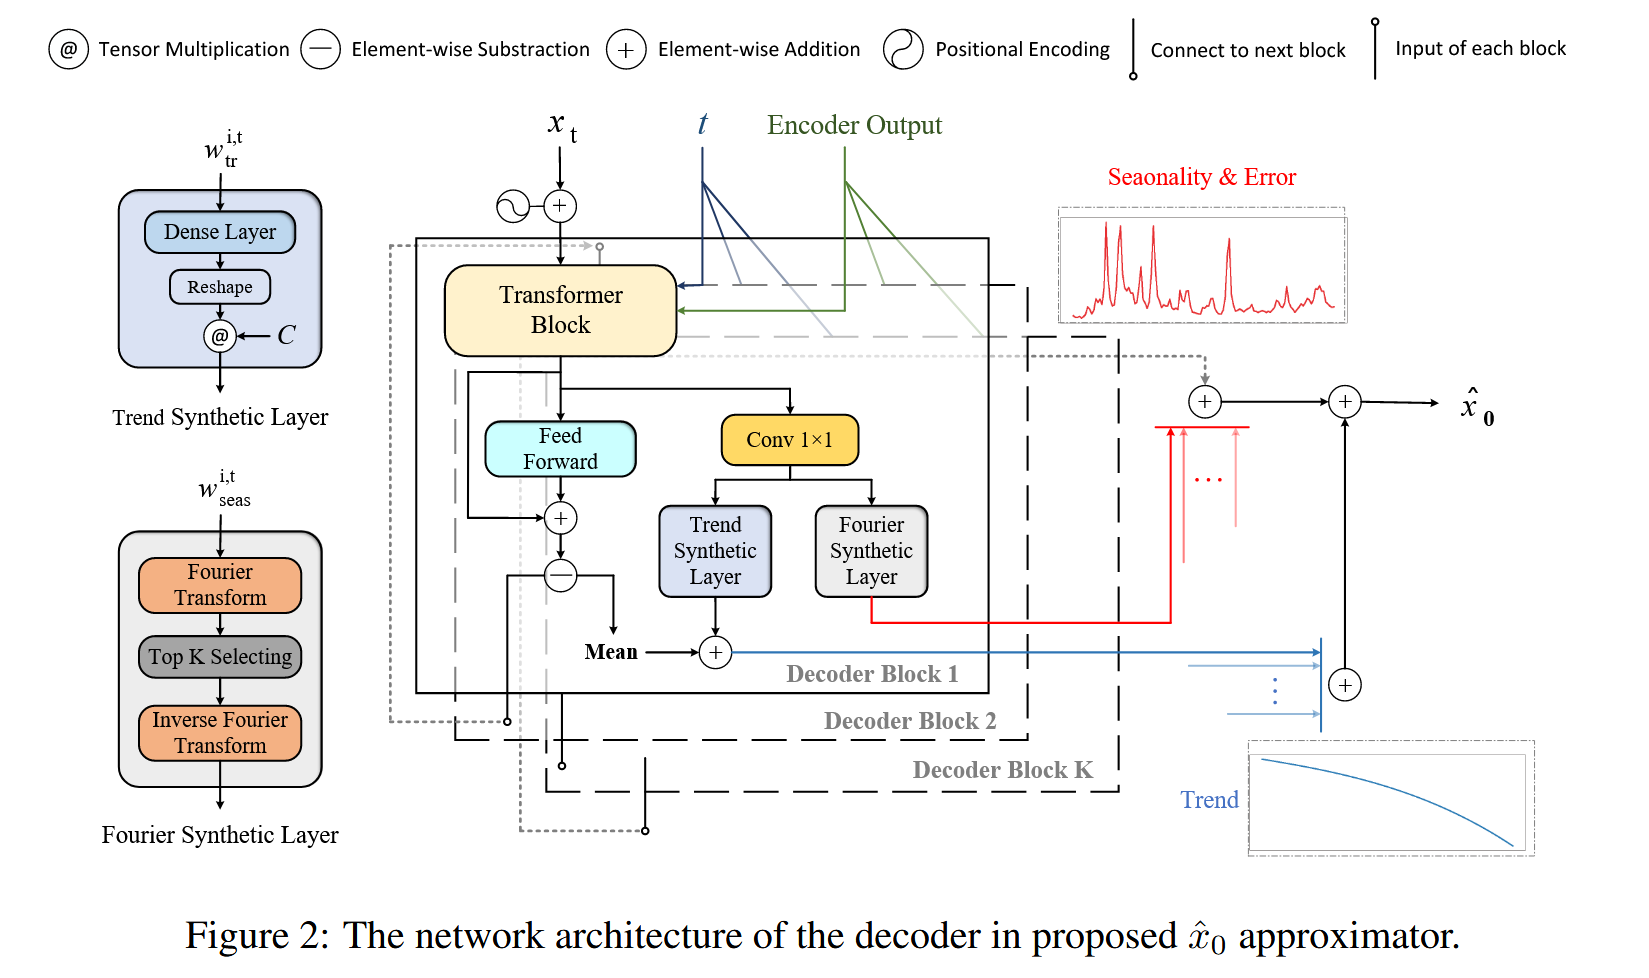 @ Tensor Multiplication — Element-wise Substraction + Element-wise Addition Positional Encoding Connect to next block Input of each block
w tr i,t
Dense Layer
Reshape
@ C
Trend Synthetic Layer
w seas i,t
Fourier
Transform
Top K Selecting
Inverse Fourier
Transform
Fourier Synthetic Layer
x t
t
Encoder Output
+
Transformer
Block
Feed
Forward
+
—
Mean
Conv 1×1
Trend
Synthetic
Layer
Fourier
Synthetic
Layer
+
Decoder Block 1
Decoder Block 2
Decoder Block K
Seaonality & Error
+
...
+
x̂ 0
+
Trend
Figure 2: The network architecture of the decoder in proposed x̂0 approximator.